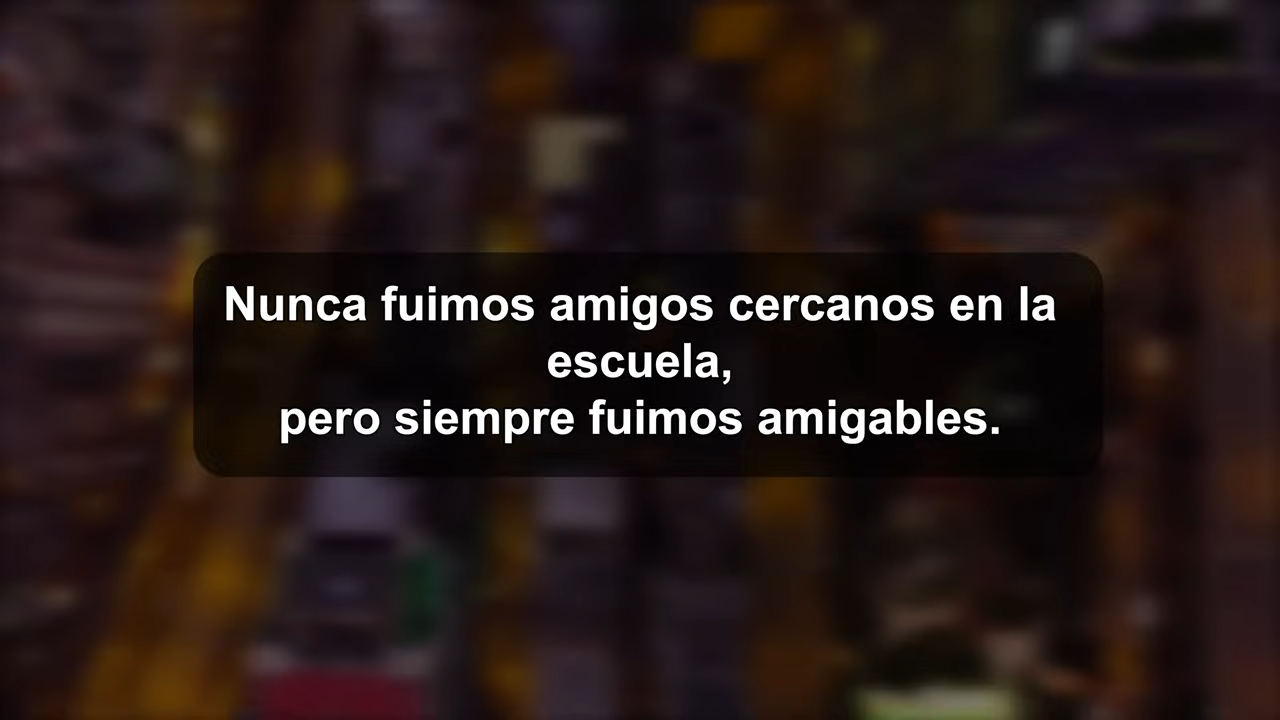 Nunca fuimos amigos cercanos en la
escuela,
pero siempre fuimos amigables.